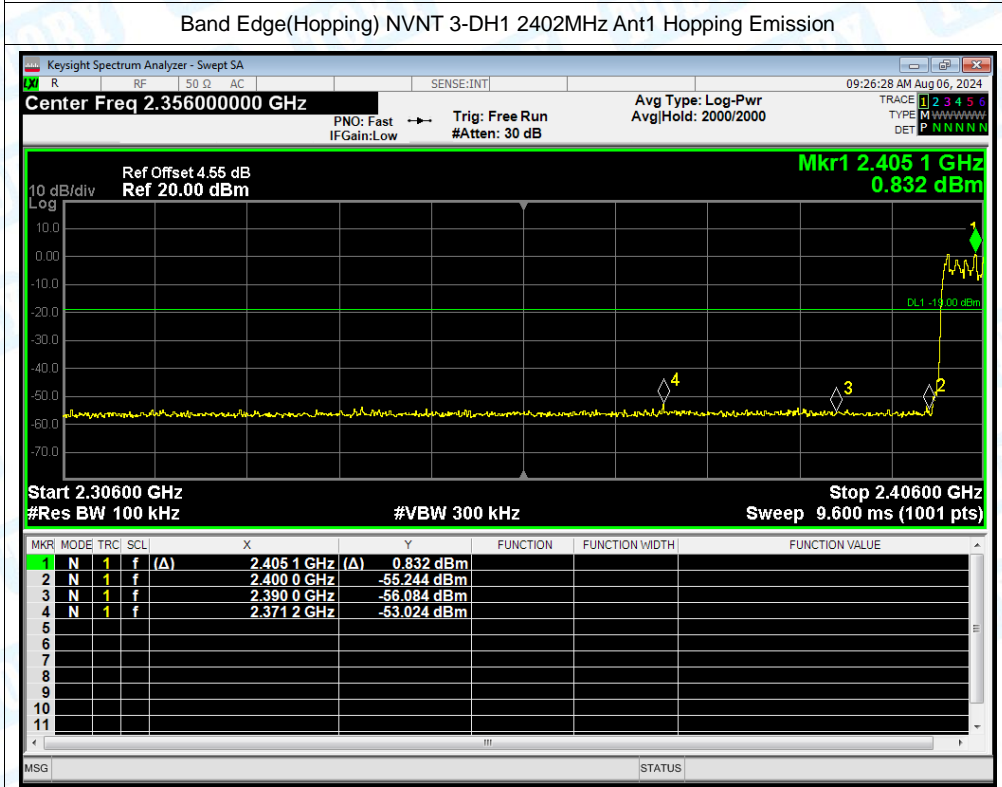 Band Edge(Hopping) NVNT 3-DH1 2402MHz Ant1 Hopping Emission
Keysight Spectrum Analyzer - Swept SA
LXI R RF 50 Ω AC SENSE:INT 09:26:28 AM Aug 06, 2024
Center Freq 2.356000000 GHz Avg Type: Log-Pwr TRACE 1 2 3 4 5 6
PNO: Fast Trig: Free Run Avg|Hold: 2000/2000 TYPE M WWWWW
IFGain:Low #Atten: 30 dB DET P N N N N N
Mkr1 2.405 1 GHz
0.832 dBm
Ref Offset 4.55 dB
10 dB/div Ref 20.00 dBm
Log
10.0
1
0.00
-10.0
DL1 -19.00 dBm
-20.0
-30.0
-40.0
4
3
2
-50.0
-60.0
-70.0
Start 2.30600 GHz Stop 2.40600 GHz
#Res BW 100 kHz #VBW 300 kHz Sweep 9.600 ms (1001 pts)
MKR MODE TRC SCL X Y FUNCTION FUNCTION WIDTH FUNCTION VALUE
1 N 1 f (Δ) 2.405 1 GHz (Δ) 0.832 dBm
2 N 1 f 2.400 0 GHz -55.244 dBm
3 N 1 f 2.390 0 GHz -56.084 dBm
4 N 1 f 2.371 2 GHz -53.024 dBm
5
6
7
8
9
10
11
MSG STATUS